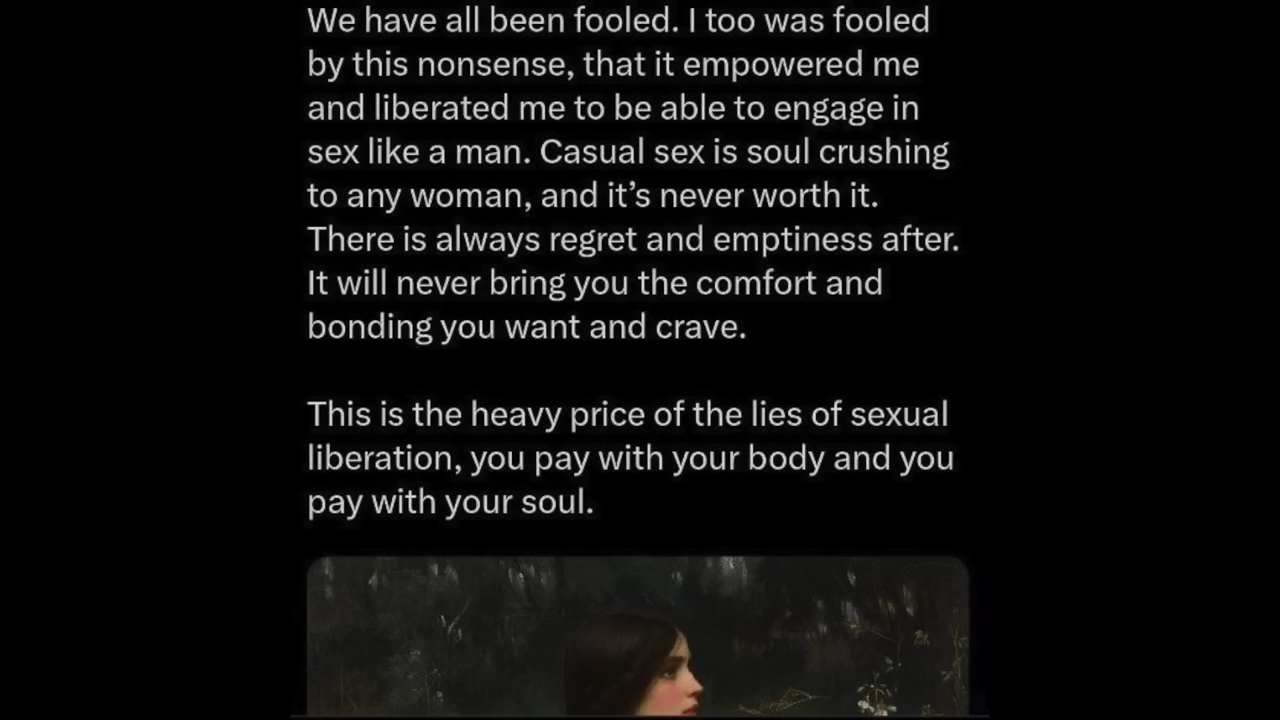 We have all been fooled. I too was fooled
by this nonsense, that it empowered me
and liberated me to be able to engage in
sex like a man. Casual sex is soul crushing
to any woman, and it’s never worth it.
There is always regret and emptiness after.
It will never bring you the comfort and
bonding you want and crave.
This is the heavy price of the lies of sexual
liberation, you pay with your body and you
pay with your soul.